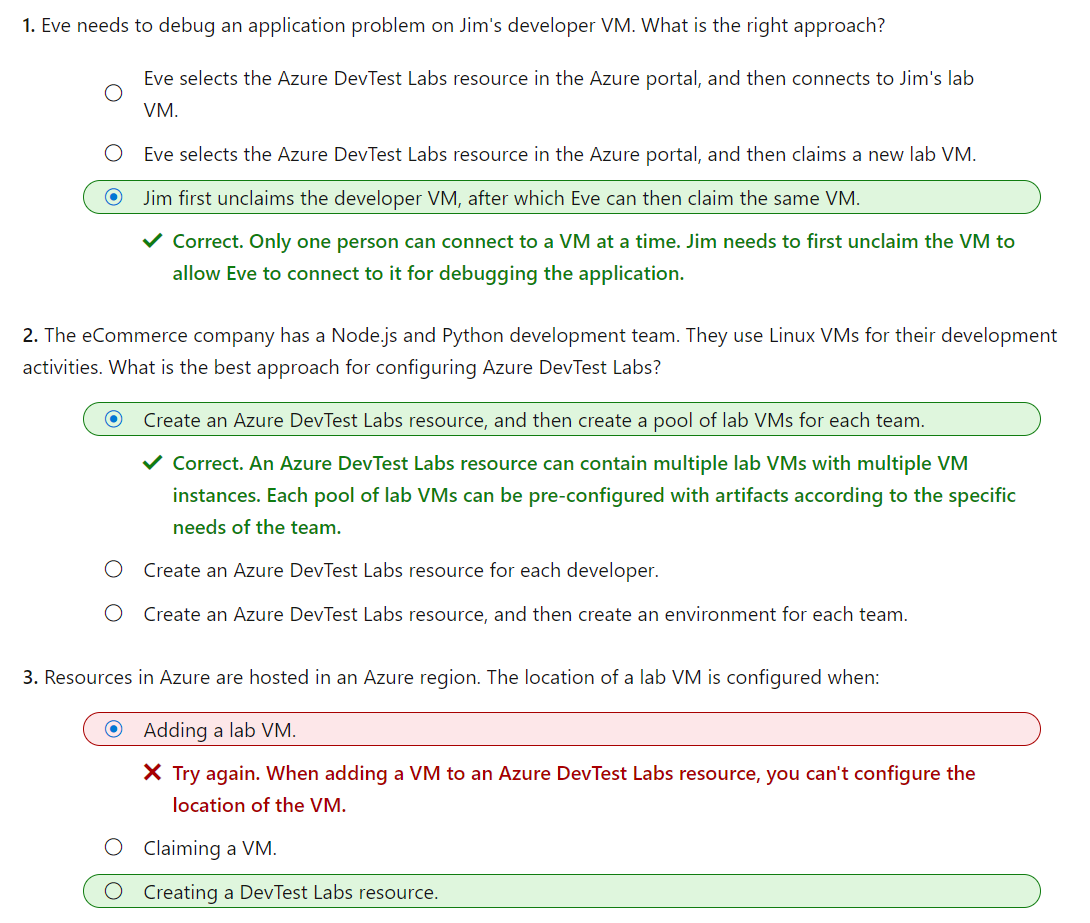 1. Eve needs to debug an application problem on Jim's developer VM. What is the right approach?
Eve selects the Azure DevTest Labs resource in the Azure portal, and then connects to Jim's lab
VM.
Eve selects the Azure DevTest Labs resource in the Azure portal, and then claims a new lab VM.
Jim first unclaims the developer VM, after which Eve can then claim the same VM.
Correct. Only one person can connect to a VM at a time. Jim needs to first unclaim the VM to
allow Eve to connect to it for debugging the application.
2. The eCommerce company has a Node.js and Python development team. They use Linux VMs for their development
activities. What is the best approach for configuring Azure DevTest Labs?
Create an Azure DevTest Labs resource, and then create a pool of lab VMs for each team.
Correct. An Azure DevTest Labs resource can contain multiple lab VMs with multiple VM
instances. Each pool of lab VMs can be pre-configured with artifacts according to the specific
needs of the team.
Create an Azure DevTest Labs resource for each developer.
Create an Azure DevTest Labs resource, and then create an environment for each team.
3. Resources in Azure are hosted in an Azure region. The location of a lab VM is configured when:
Adding a lab VM.
Try again. When adding a VM to an Azure DevTest Labs resource, you can't configure the
location of the VM.
Claiming a VM.
Creating a DevTest Labs resource.